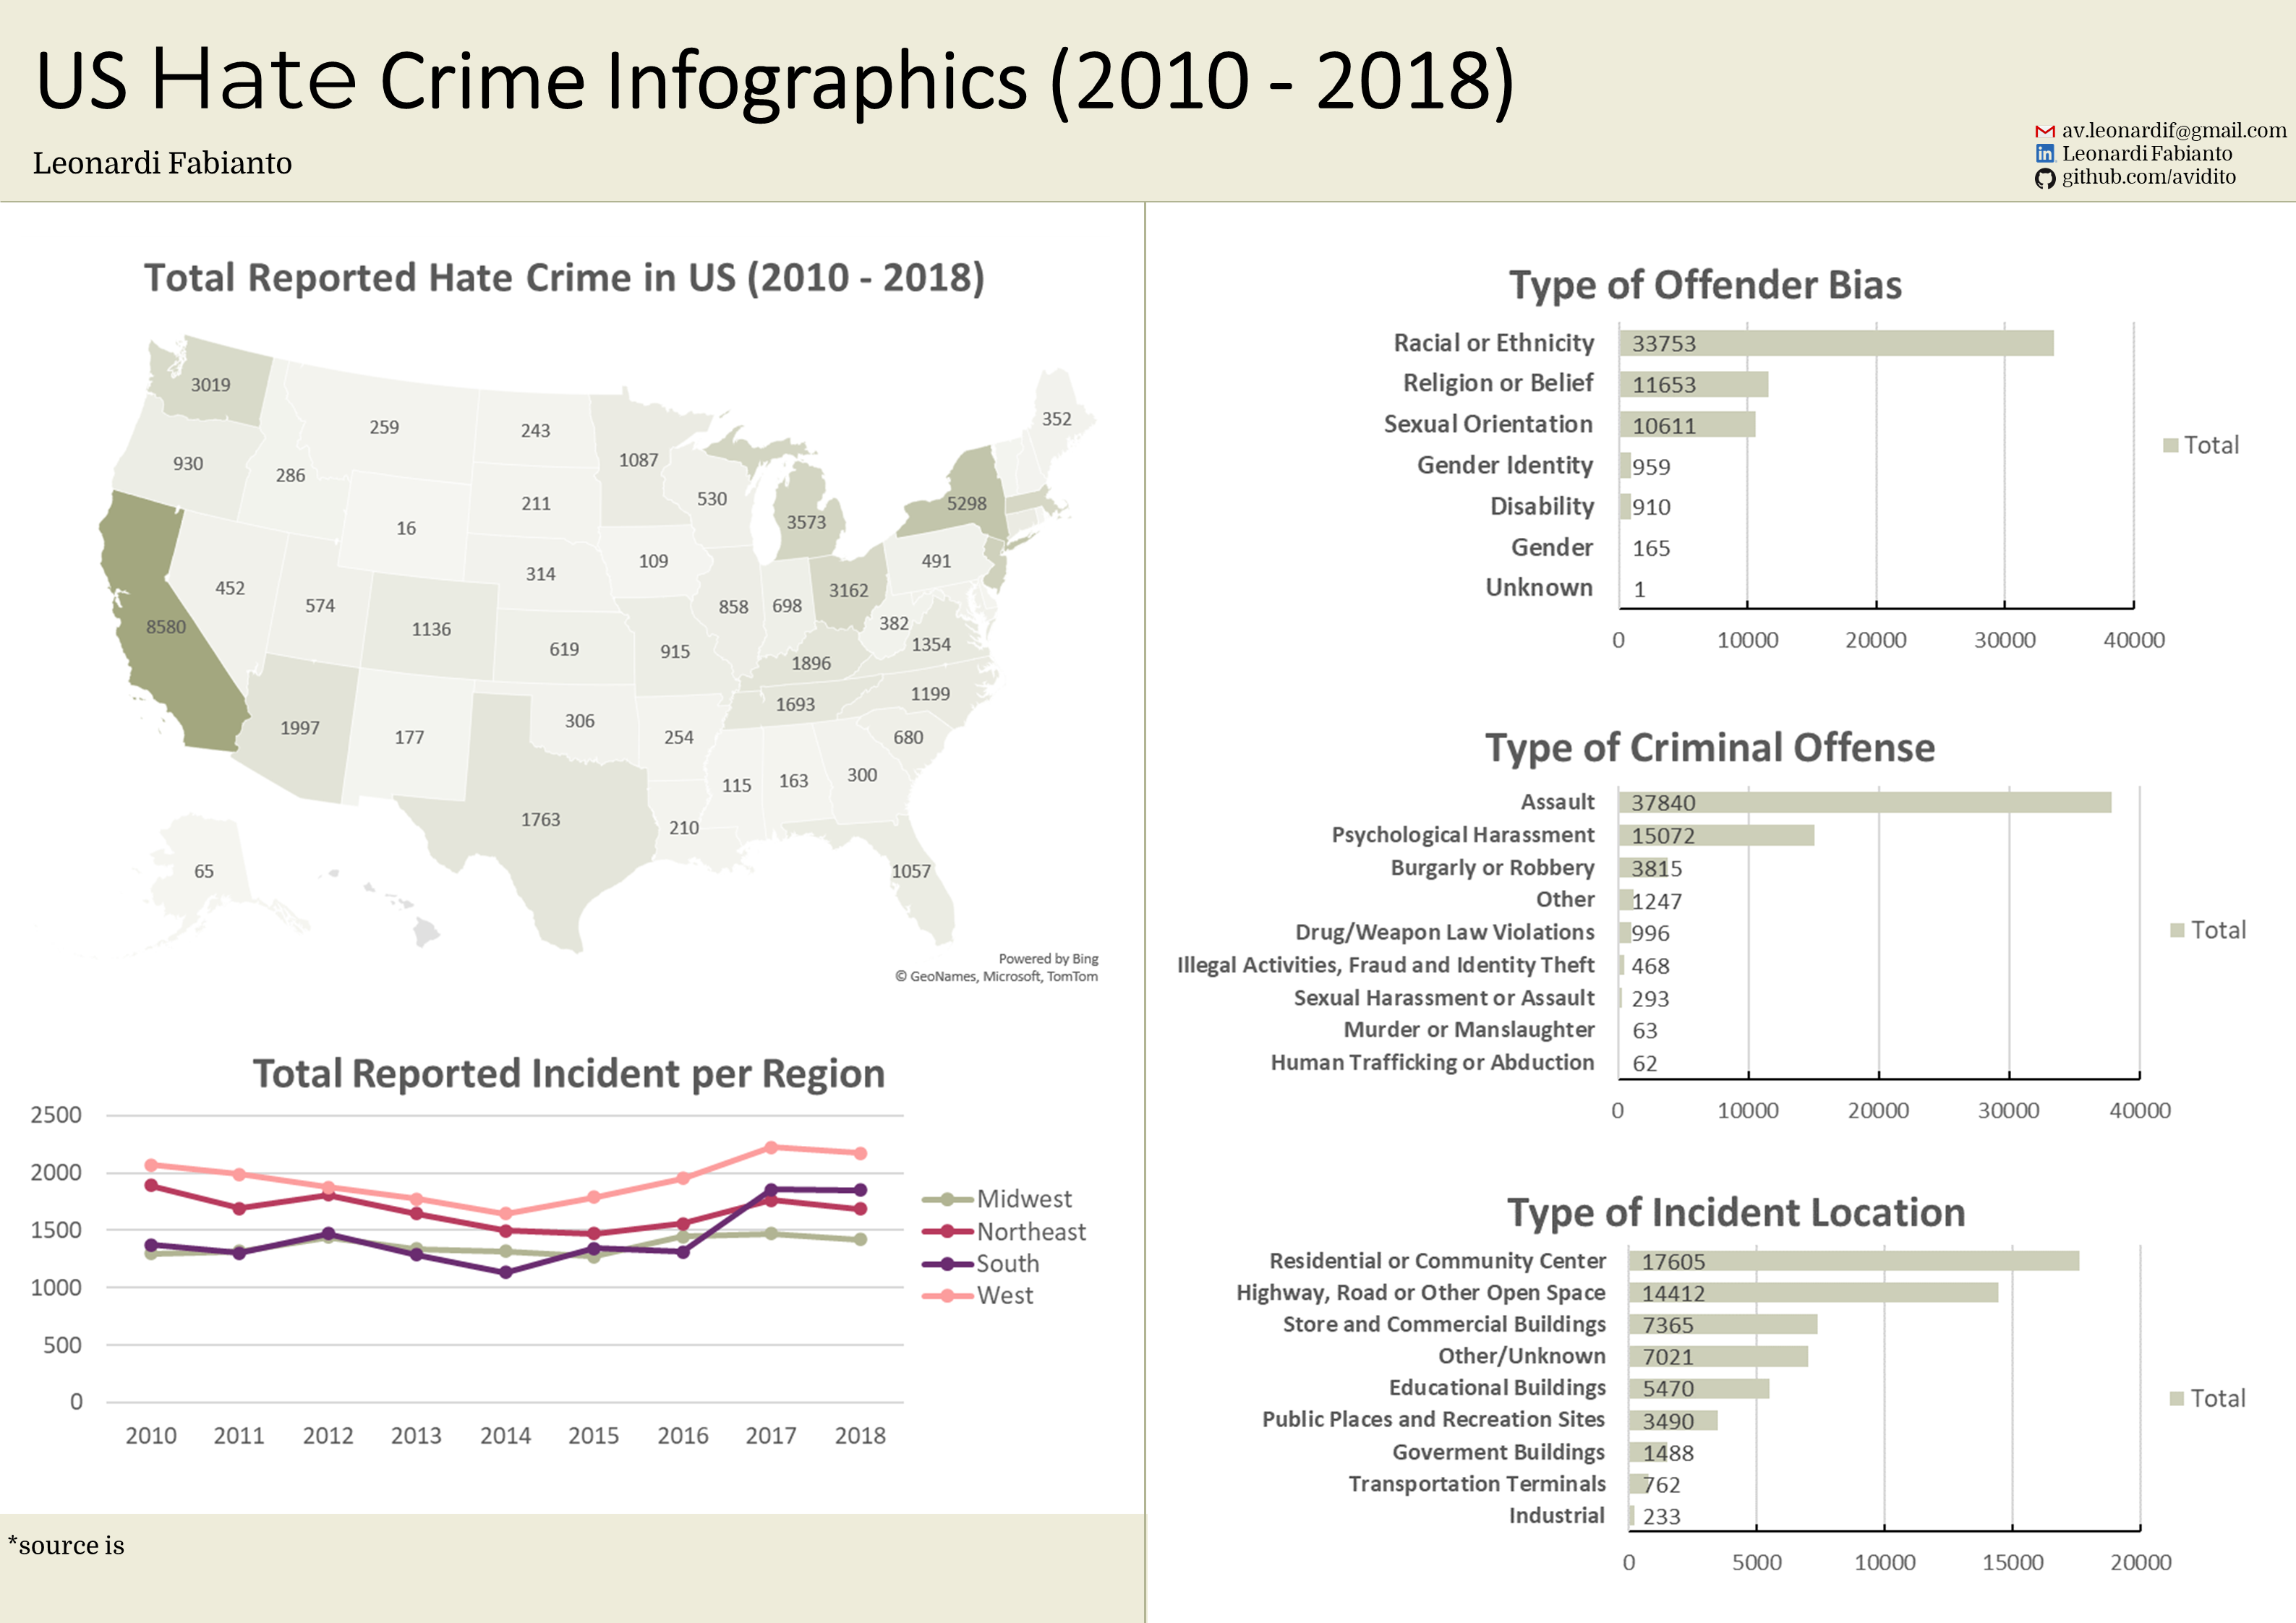 US Hate Crime Infographics (2010 - 2018)
Leonardi Fabianto
av.leonardif@gmail.com
Leonardi Fabianto
github.com/avidito
Total Reported Hate Crime in US (2010 - 2018)
3019
352
259
243
930
1087
286
530
5298
211
3573
16
491
109
314
452
3162
574
858
698
382
8580
1136
1354
619
915
1896
1199
1693
306
1997
177
254
680
300
115
163
1763
210
65
1057
Powered by Bing
© GeoNames, Microsoft, TomTom
Total Reported Incident per Region
2500
2000
1500
1000
500
0
2010 2011 2012 2013 2014 2015 2016 2017 2018
Midwest
Northeast
South
West
*source is
Type of Offender Bias
Racial or Ethnicity 33753
Religion or Belief 11653
Sexual Orientation 10611
Gender Identity 959
Disability 910
Gender 165
Unknown 1
0 10000 20000 30000 40000
Total
Type of Criminal Offense
Assault 37840
Psychological Harassment 15072
Burgarly or Robbery 3815
Other 1247
Drug/Weapon Law Violations 996
Illegal Activities, Fraud and Identity Theft 468
Sexual Harassment or Assault 293
Murder or Manslaughter 63
Human Trafficking or Abduction 62
0 10000 20000 30000 40000
Total
Type of Incident Location
Residential or Community Center 17605
Highway, Road or Other Open Space 14412
Store and Commercial Buildings 7365
Other/Unknown 7021
Educational Buildings 5470
Public Places and Recreation Sites 3490
Goverment Buildings 1488
Transportation Terminals 762
Industrial 233
0 5000 10000 15000 20000
Total